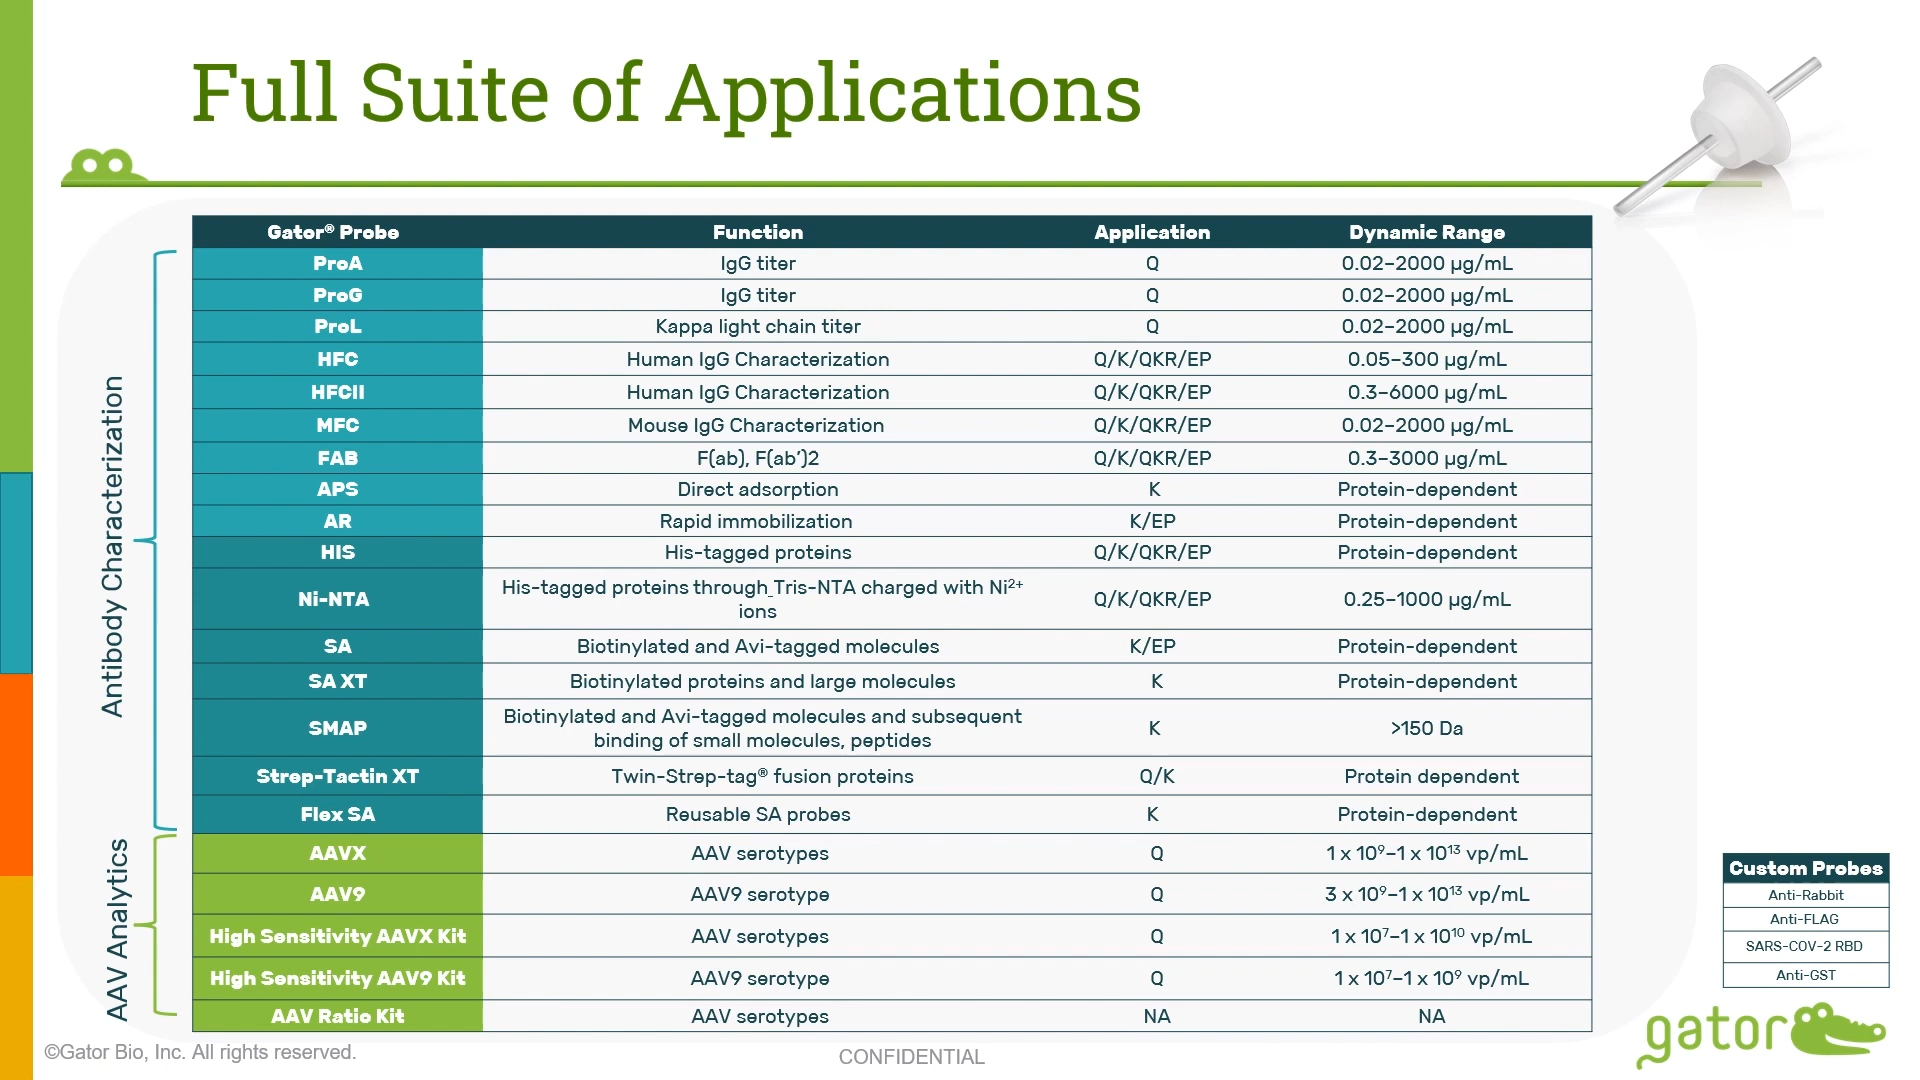 Full Suite of Applications
Gator® Probe Function Application Dynamic Range
Antibody Characterization
ProA IgG titer Q 0.02–2000 µg/mL
ProG IgG titer Q 0.02–2000 µg/mL
ProL Kappa light chain titer Q 0.02–2000 µg/mL
HFC Human IgG Characterization Q/K/QKR/EP 0.05–300 µg/mL
HFCII Human IgG Characterization Q/K/QKR/EP 0.3–6000 µg/mL
MFC Mouse IgG Characterization Q/K/QKR/EP 0.02–2000 µg/mL
FAB F(ab), F(ab’)2 Q/K/QKR/EP 0.3–3000 µg/mL
APS Direct adsorption K Protein-dependent
AR Rapid immobilization K/EP Protein-dependent
HIS His-tagged proteins Q/K/QKR/EP Protein-dependent
Ni-NTA His-tagged proteins through Tris-NTA charged with Ni²⁺
ions Q/K/QKR/EP 0.25–1000 µg/mL
SA Biotinylated and Avi-tagged molecules K/EP Protein-dependent
SA XT Biotinylated proteins and large molecules K Protein-dependent
SMAP Biotinylated and Avi-tagged molecules and subsequent
binding of small molecules, peptides K >150 Da
Strep-Tactin XT Twin-Strep-tag® fusion proteins Q/K Protein dependent
Flex SA Reusable SA probes K Protein-dependent
AAV Analytics
AAVX AAV serotypes Q 1 x 10⁹–1 x 10¹³ vp/mL
AAV9 AAV9 serotype Q 3 x 10⁹–1 x 10¹³ vp/mL
High Sensitivity AAVX Kit AAV serotypes Q 1 x 10⁷–1 x 10¹⁰ vp/mL
High Sensitivity AAV9 Kit AAV9 serotype Q 1 x 10⁷–1 x 10⁹ vp/mL
AAV Ratio Kit AAV serotypes NA NA
Custom Probes
Anti-Rabbit
Anti-FLAG
SARS-COV-2 RBD
Anti-GST
gator
©Gator Bio, Inc. All rights reserved.
CONFIDENTIAL